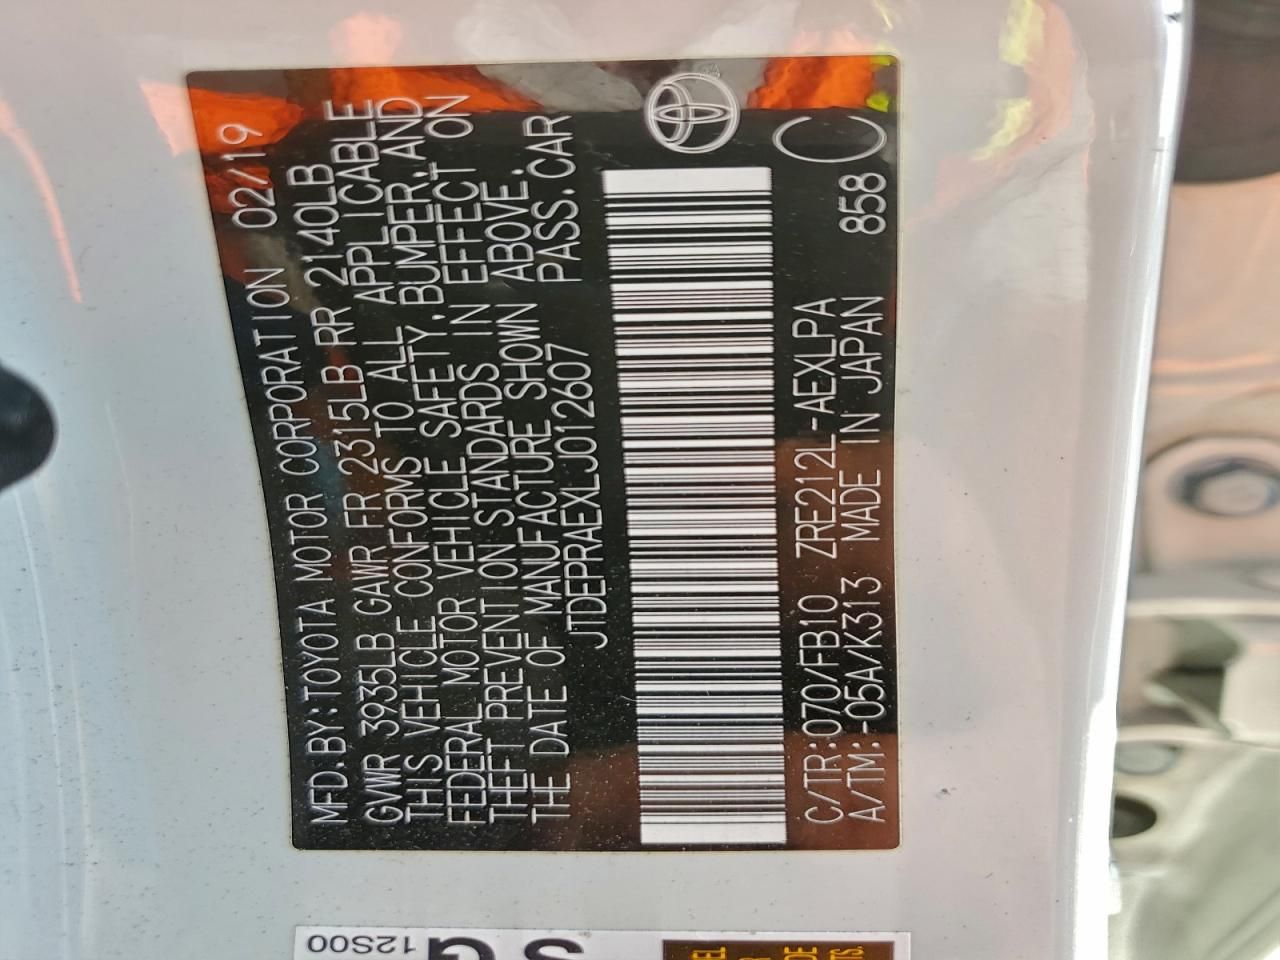 MFD.BY:TOYOTA MOTOR CORPORATION 02/19
GVWR 3935LB GAWR FR 2315LB RR 2140LB
THIS VEHICLE CONFORMS TO ALL APPLICABLE
FEDERAL MOTOR VEHICLE SAFETY,BUMPER,AND
THEFT PREVENTION STANDARDS IN EFFECT ON
THE DATE OF MANUFACTURE SHOWN ABOVE.
JTDEPRAEXLJ012607 PASS.CAR
C/TR:070/FB10 ZRE212L-AEXLPA
A/TM:-05A/K313 MADE IN JAPAN 858 C
12S00